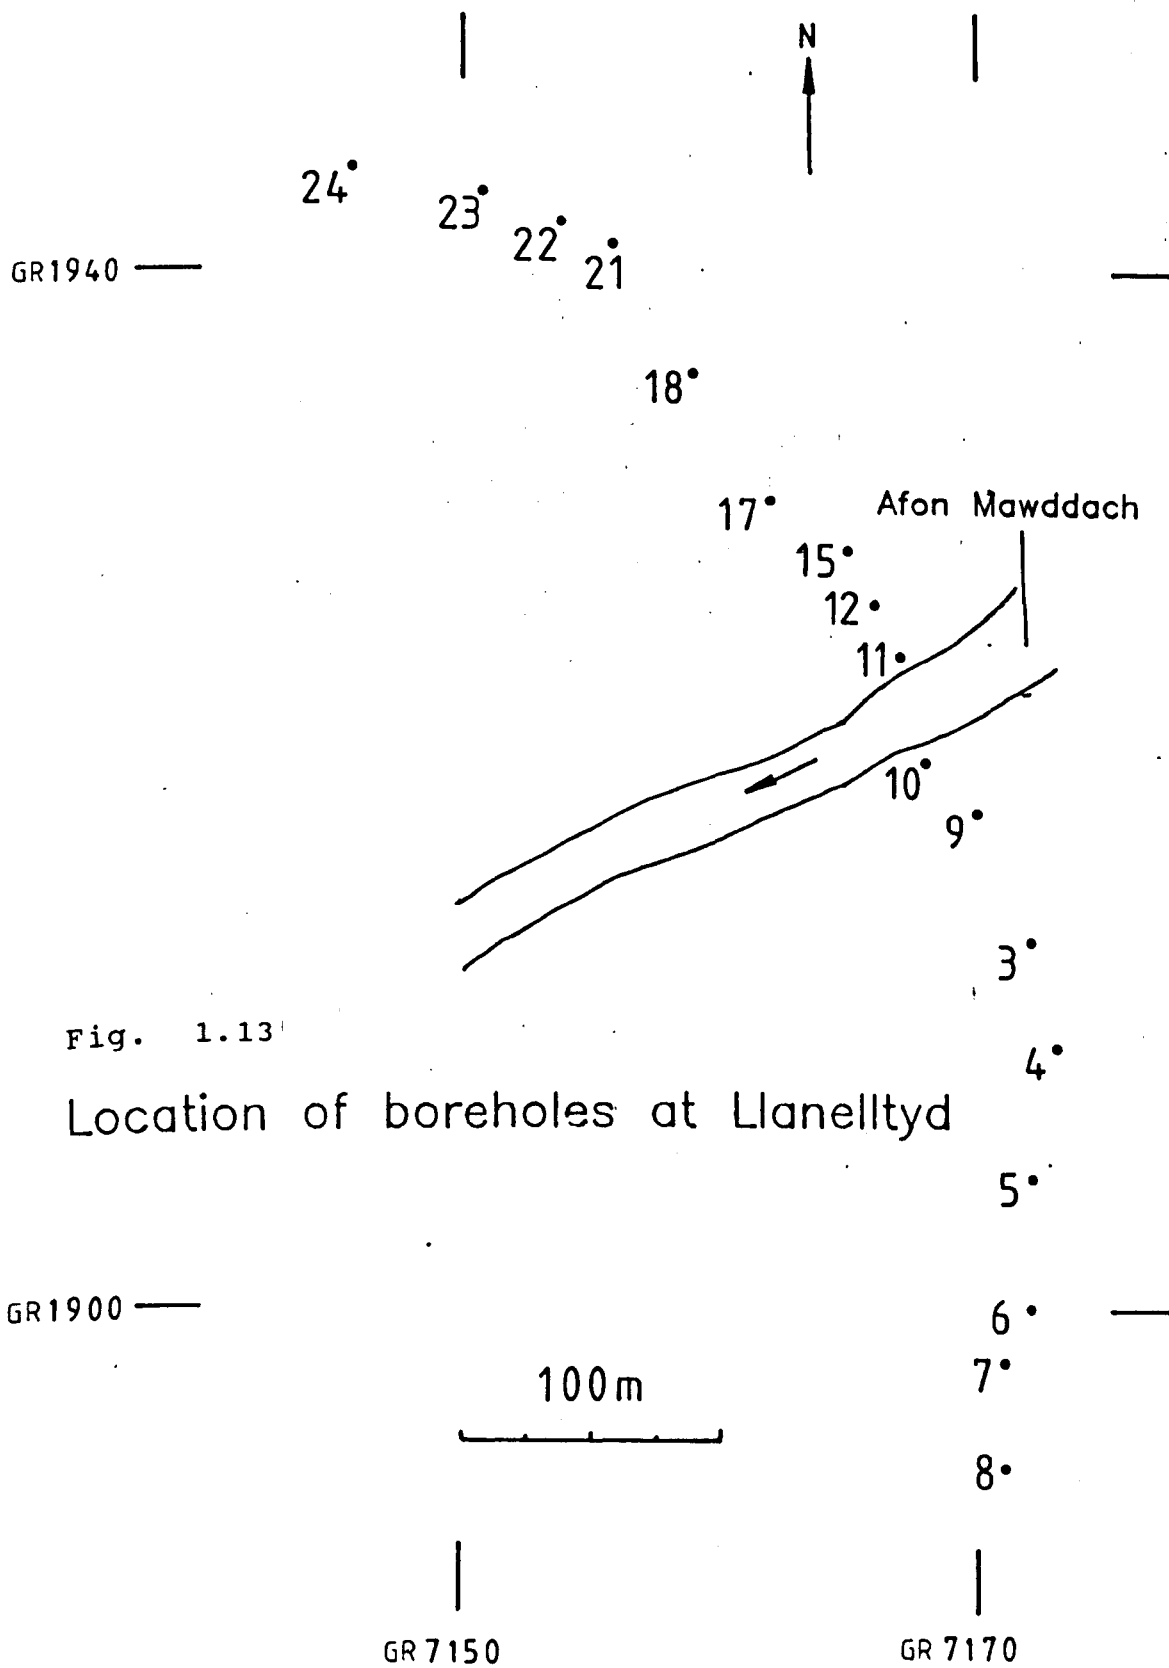 N
24
23
22
21
GR1940
18
17
Afon Mawddach
15
12
11
10
9
3
Fig. 1.13
4
Location of boreholes at Llanelltyd
5
GR1900
6
7
100m
8
GR7150
GR7170